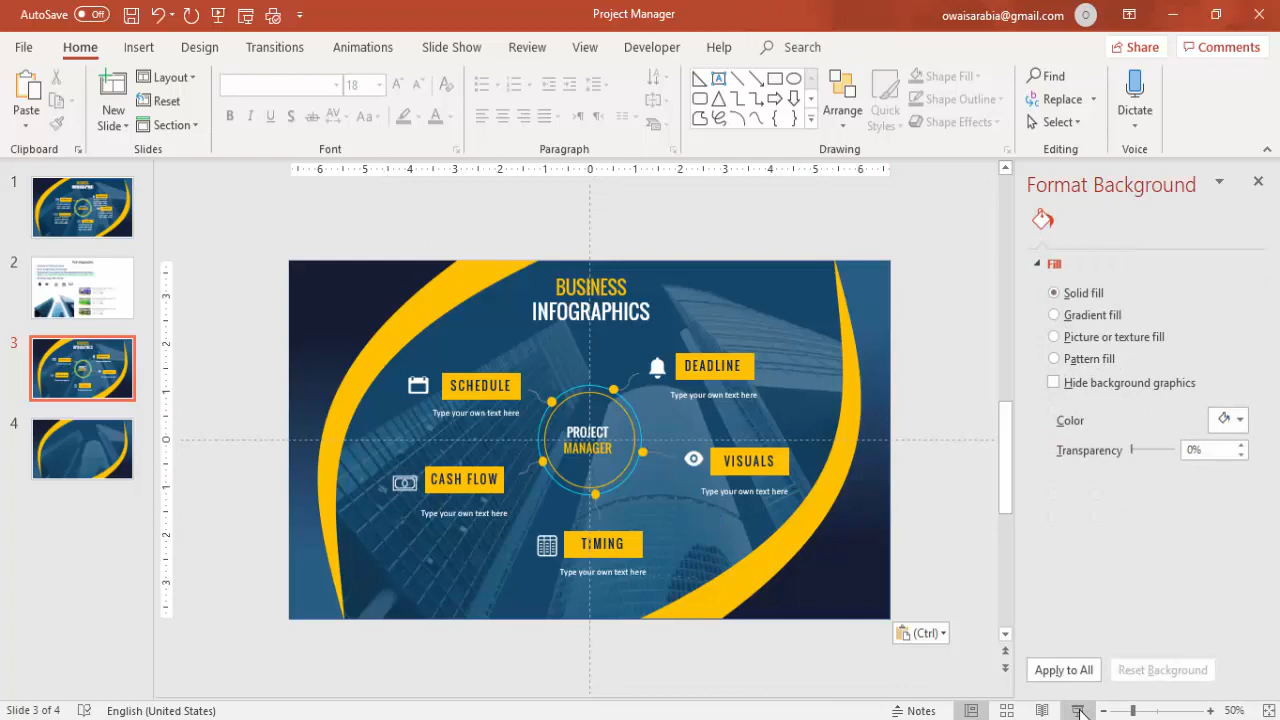 AutoSave Off
Project Manager
owaisarabia@gmail.com O
File Home Insert Design Transitions Animations Slide Show Review View Developer Help Search Share Comments
Paste
New Slide
Layout
Reset
Section
18
Arrange
Quick Styles
Shape Fill
Shape Outline
Shape Effects
Find
Replace
Select
Dictate
Clipboard Slides Font Paragraph Drawing Editing Voice
1
2
3
4
BUSINESS
INFOGRAPHICS
DEADLINE
Type your own text here
SCHEDULE
Type your own text here
PROJECT
MANAGER
VISUALS
Type your own text here
CASH FLOW
Type your own text here
TIMING
Type your own text here
(Ctrl)
Format Background
Fill
Solid fill
Gradient fill
Picture or texture fill
Pattern fill
Hide background graphics
Color
Transparency 0%
Apply to All Reset Background
Slide 3 of 4 English (United States) Notes 50%